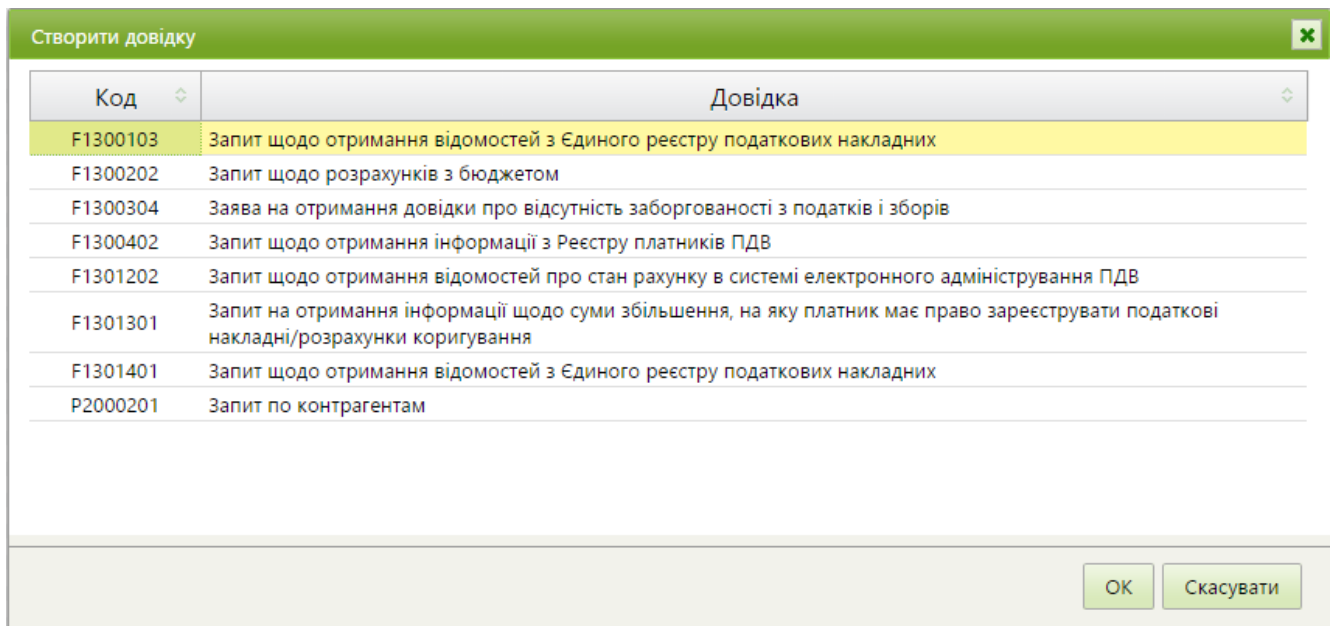 Створити довідку
Код Довідка
F1300103 Запит щодо отримання відомостей з Єдиного реєстру податкових накладних
F1300202 Запит щодо розрахунків з бюджетом
F1300304 Заява на отримання довідки про відсутність заборгованості з податків і зборів
F1300402 Запит щодо отримання інформації з Реєстру платників ПДВ
F1301202 Запит щодо отримання відомостей про стан рахунку в системі електронного адміністрування ПДВ
F1301301 Запит на отримання інформації щодо суми збільшення, на яку платник має право зареєструвати податкові
накладні/розрахунки коригування
F1301401 Запит щодо отримання відомостей з Єдиного реєстру податкових накладних
P2000201 Запит по контрагентам
ОК Скасувати